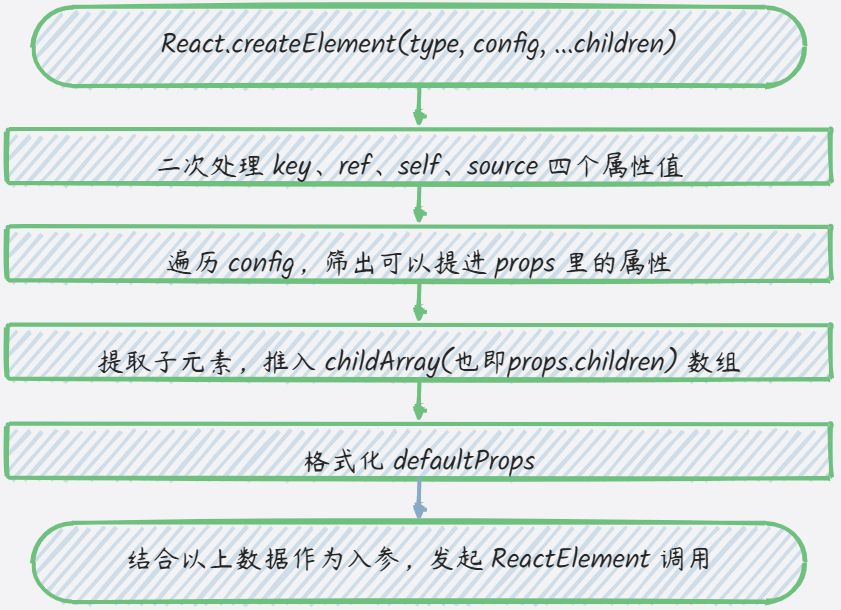 React.createElement(type, config, ...children)
二次处理 key、ref、self、source 四个属性值
遍历 config，筛出可以提进 props 里的属性
提取子元素，推入 childArray(也即props.children) 数组
格式化 defaultProps
结合以上数据作为入参，发起 ReactElement 调用